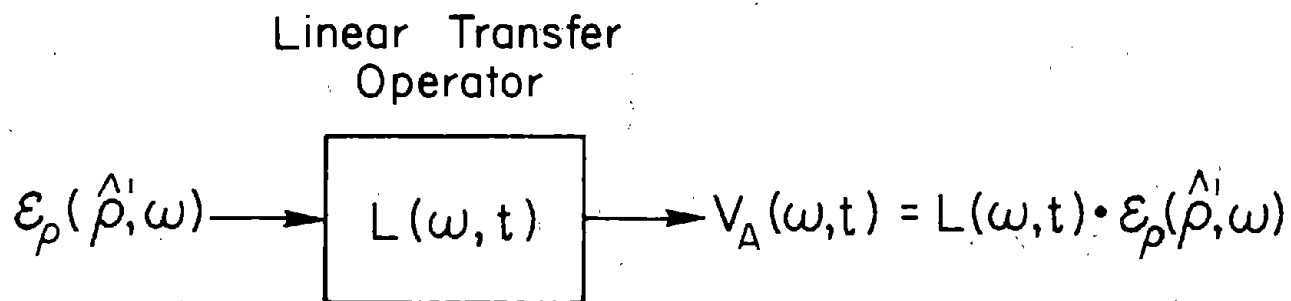 Linear Transfer
Operator
ℰ_ρ(ρ̂',ω)
L(ω,t)
V_A(ω,t) = L(ω,t)•ℰ_ρ(ρ̂',ω)